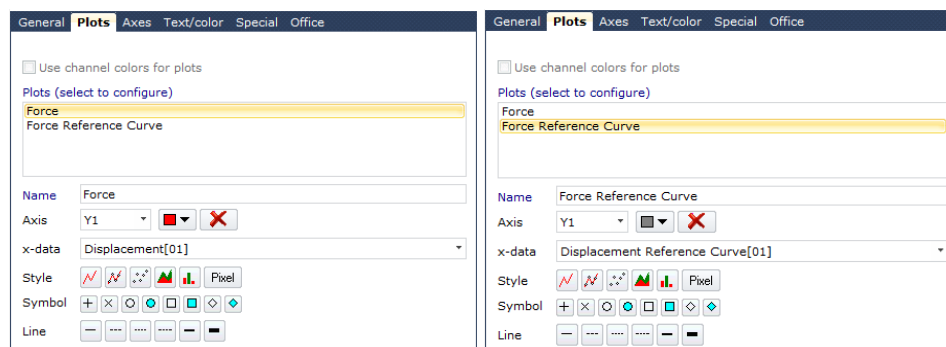 General Plots Axes Text/color Special Office
Use channel colors for plots
Plots (select to configure)
Force
Force Reference Curve
Name Force
Axis Y1
x-data Displacement[01]
Style Pixel
Symbol
Line
General Plots Axes Text/color Special Office
Use channel colors for plots
Plots (select to configure)
Force
Force Reference Curve
Name Force Reference Curve
Axis Y1
x-data Displacement Reference Curve[01]
Style Pixel
Symbol
Line